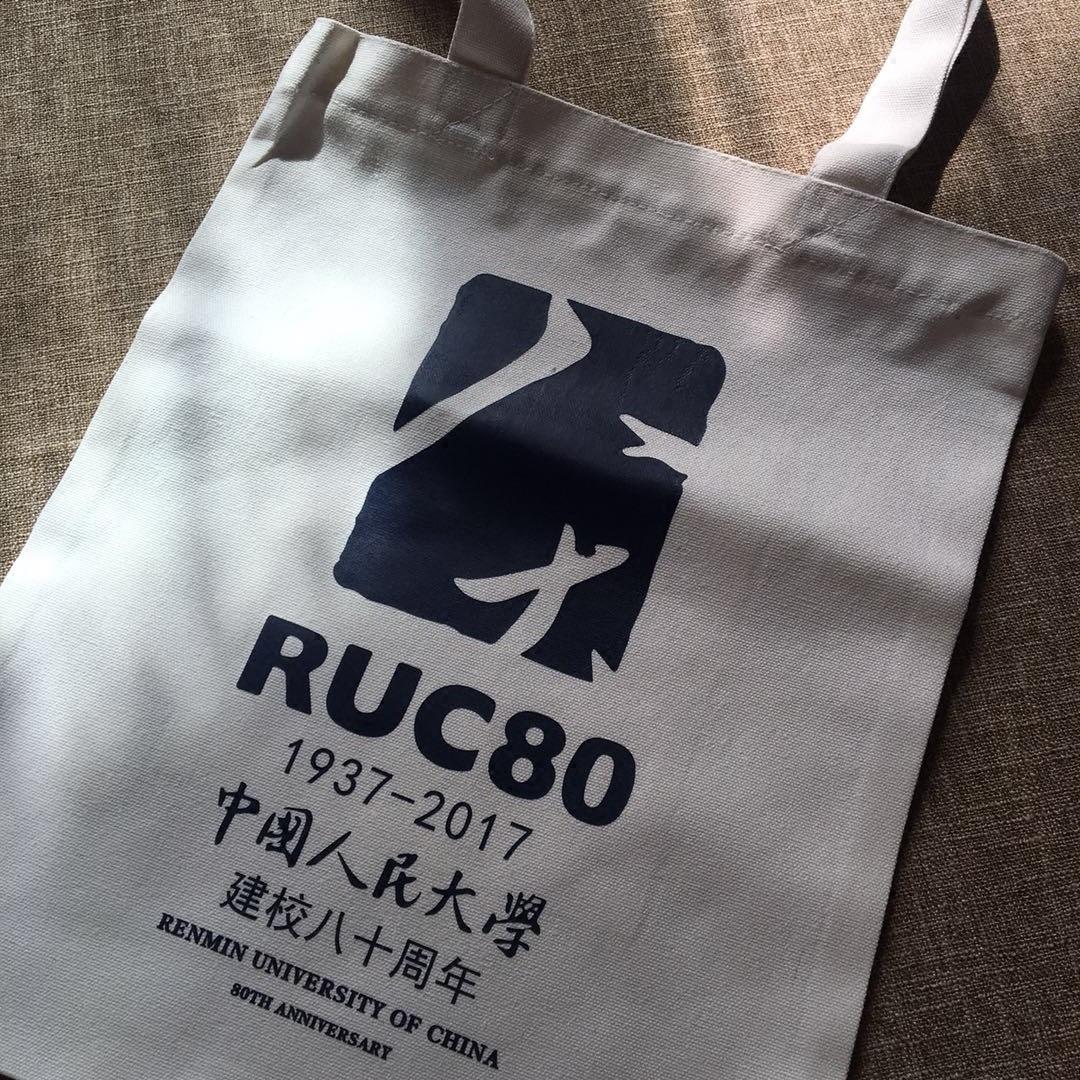 RUC80
1937-2017
中國人民大學
建校八十周年
RENMIN UNIVERSITY OF CHINA
80TH ANNIVERSARY